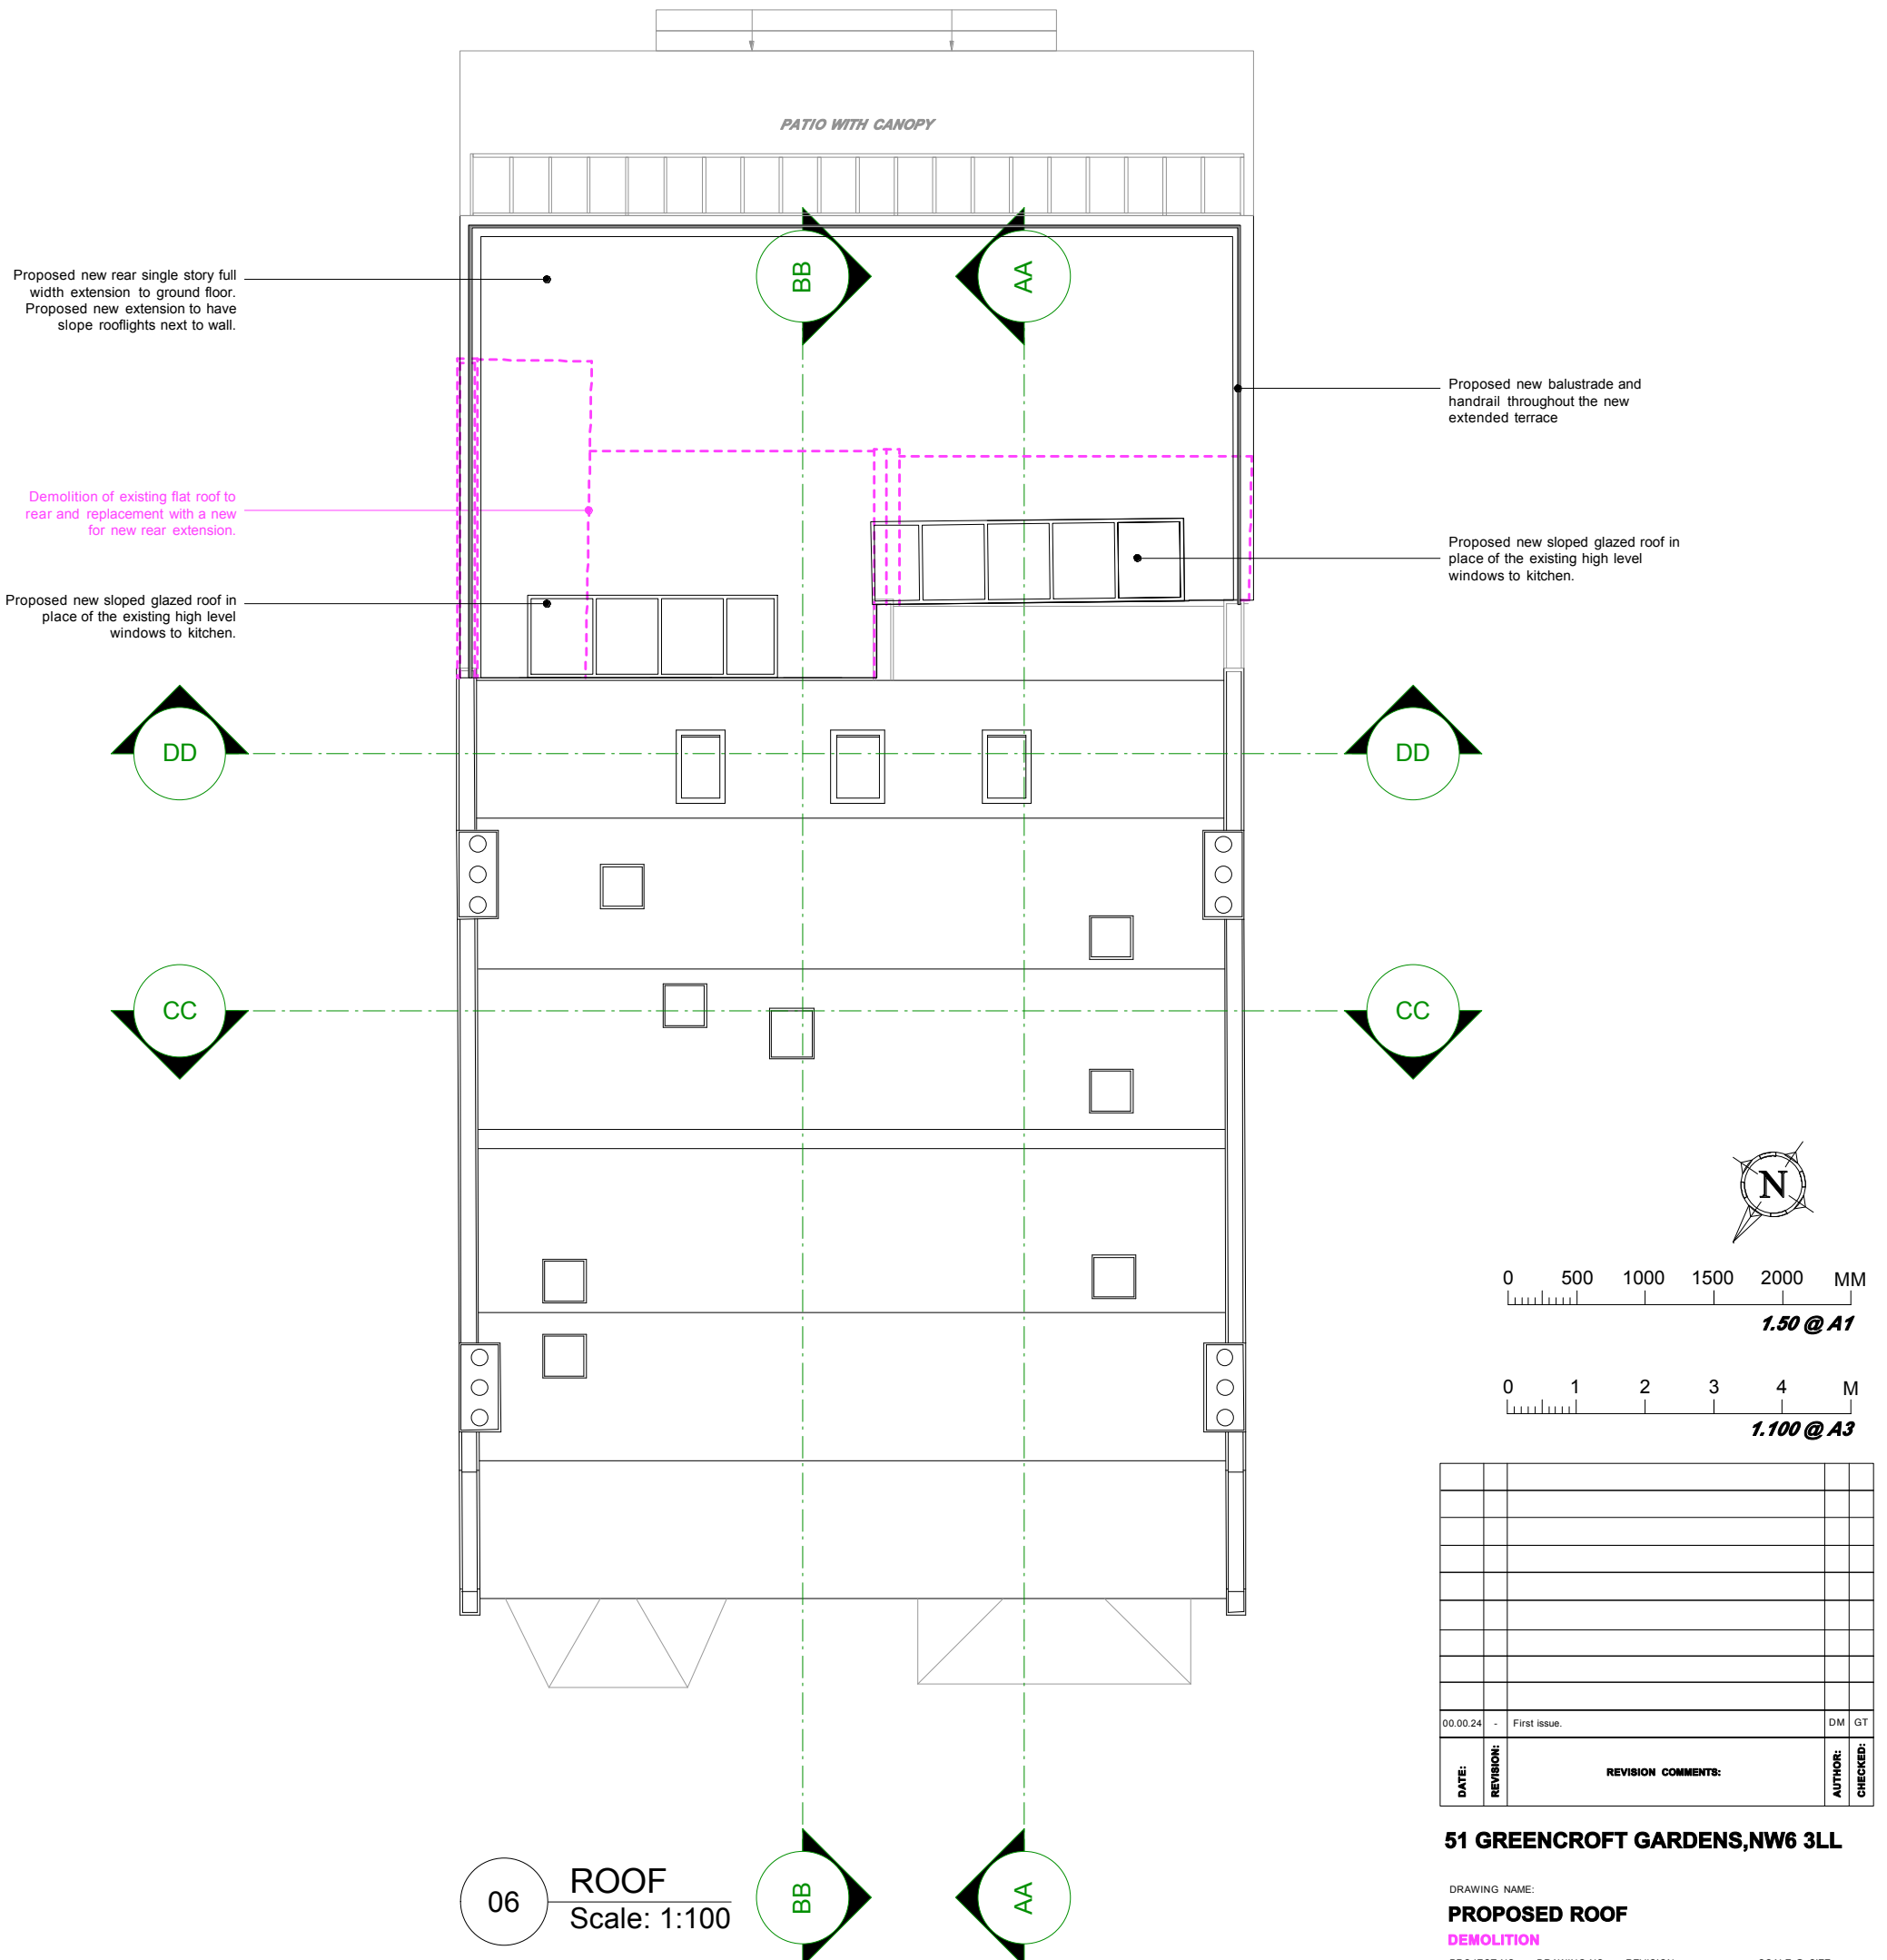 PATIO WITH CANOPY
BB
AA
Proposed new rear single story full
width extension to ground floor.
Proposed new extension to have
slope rooflights next to wall.
Proposed new balustrade and
handrail throughout the new
extended terrace
Demolition of existing flat roof to
rear and replacement with a new
for new rear extension.
Proposed new sloped glazed roof in
place of the existing high level
windows to kitchen.
Proposed new sloped glazed roof in
place of the existing high level
windows to kitchen.
DD
DD
CC
CC
N
0 500 1000 1500 2000 MM
1.50 @ A1
0 1 2 3 4 M
1.100 @ A3
00.00.24 - First issue. DM GT
DATE: REVISION: REVISION COMMENTS: AUTHOR: CHECKED:
51 GREENCROFT GARDENS,NW6 3LL
DRAWING NAME:
PROPOSED ROOF
DEMOLITION
06
ROOF
Scale: 1:100
BB
AA